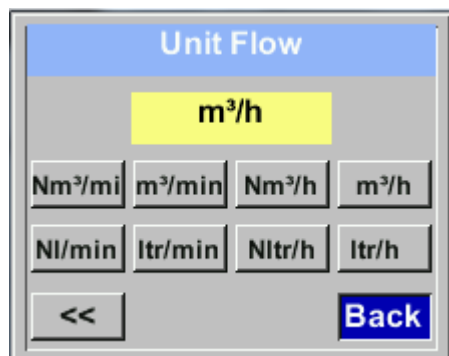 Unit Flow
m³/h
Nm³/mi m³/min Nm³/h m³/h
Nl/min ltr/min Nltr/h ltr/h
<< Back